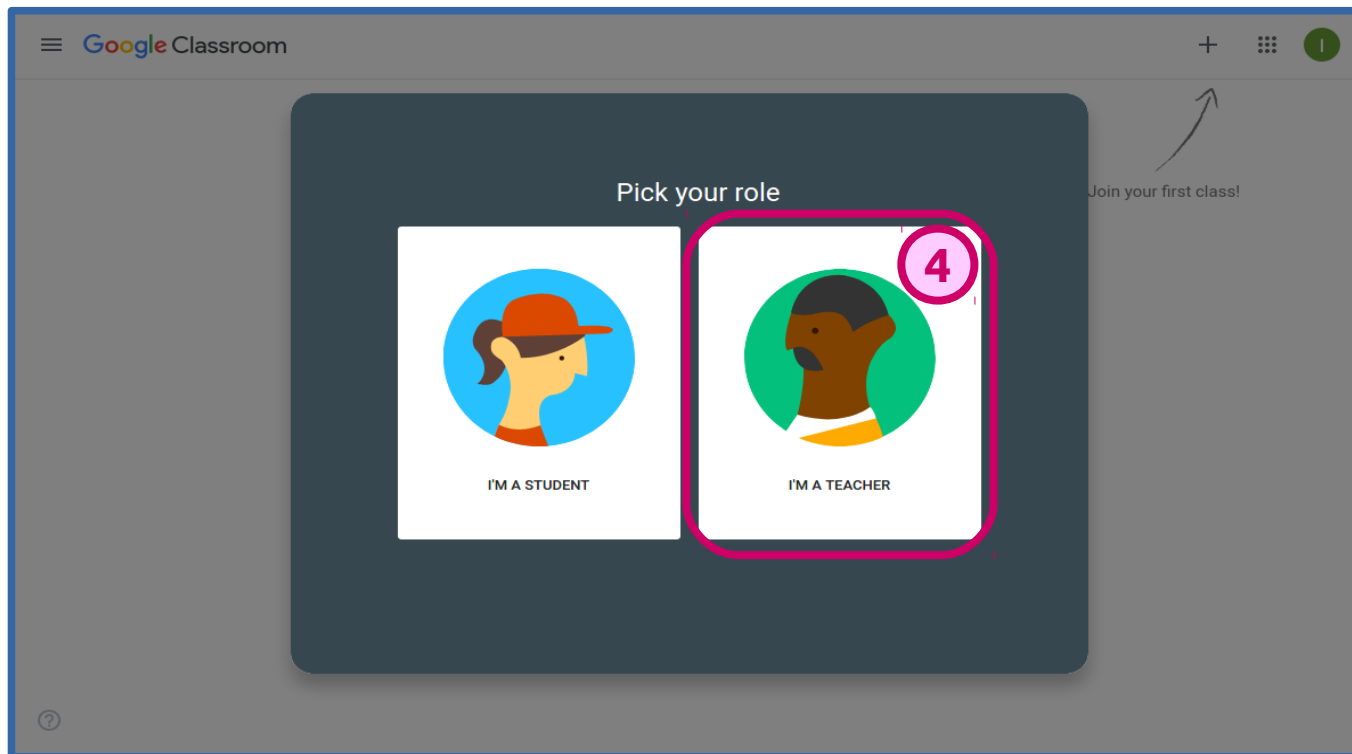 Google Classroom
I
Join your first class!
Pick your role
4
I'M A STUDENT
I'M A TEACHER
?